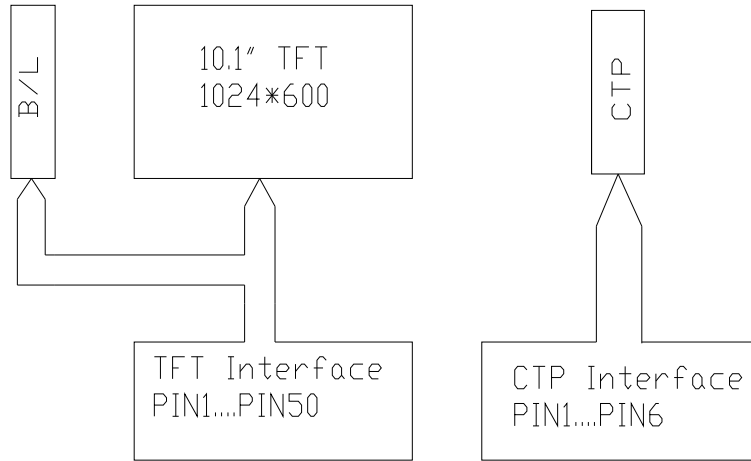 B/L
10.1" TFT
1024*600
CTP
TFT Interface
PIN1....PIN50
CTP Interface
PIN1....PIN6